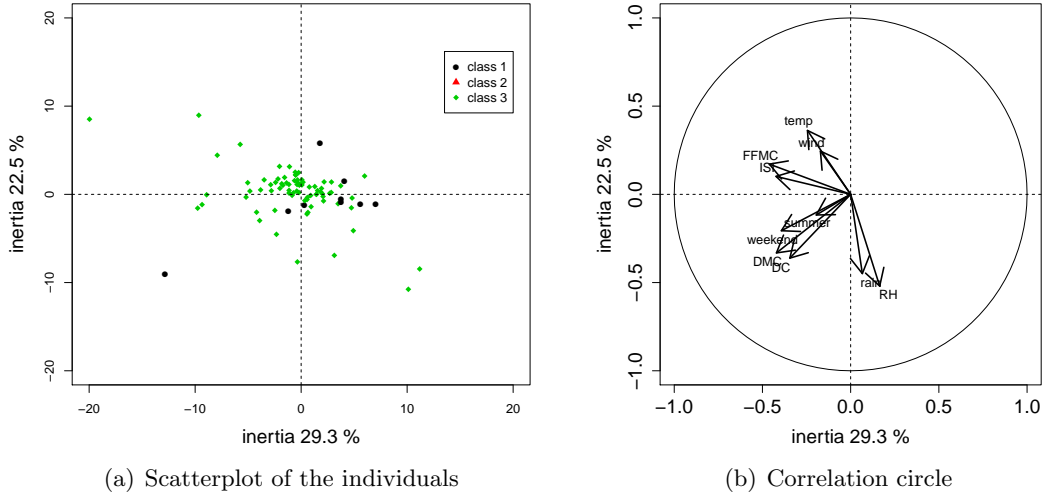 20
10
0
−10
−20
inertia 22.5 %
class 1
class 2
class 3
−20
−10
0
10
20
inertia 29.3 %
(a) Scatterplot of the individuals
1.0
0.5
0.0
−0.5
−1.0
inertia 22.5 %
temp
wind
FFMC
ISI
summer
weekend
DMC
DC
rain
RH
−1.0
−0.5
0.0
0.5
1.0
inertia 29.3 %
(b) Correlation circle